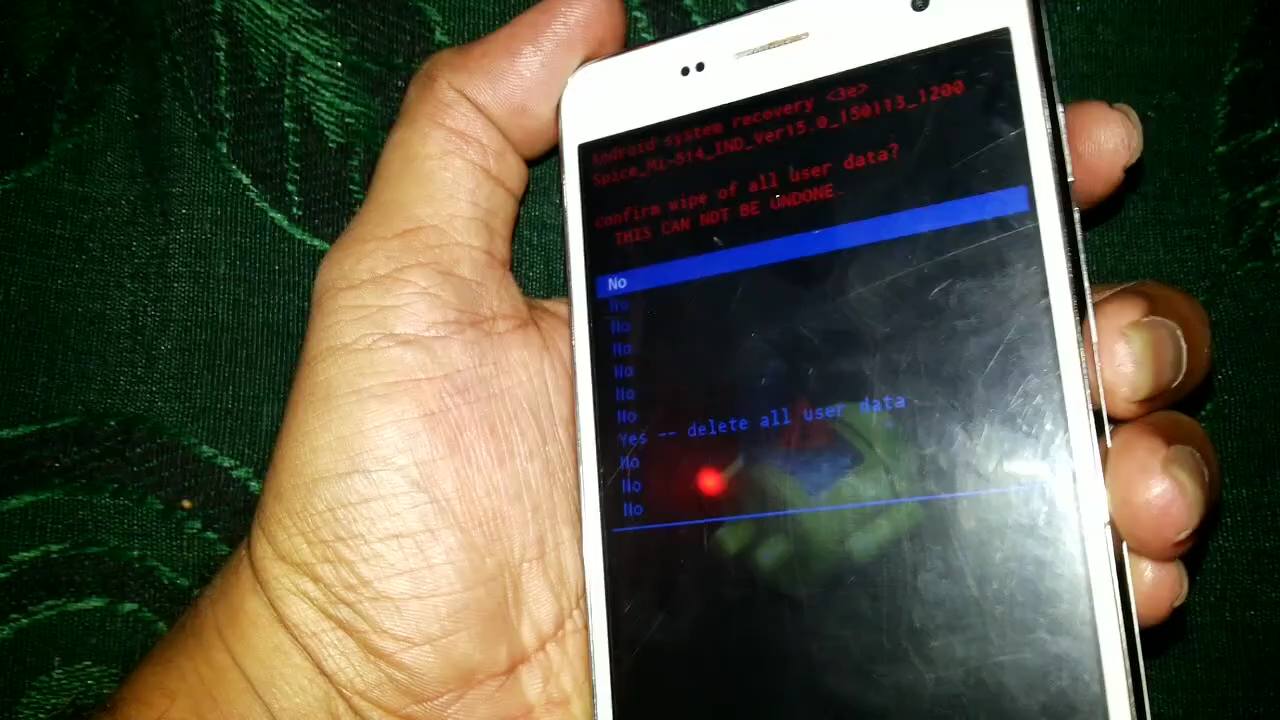 Android system recovery <3e>
Spice_Mi-514_IND_Ver15.0_150113_1200
Confirm wipe of all user data?
THIS CAN NOT BE UNDONE.
No
No
No
No
No
No
No
Yes -- delete all user data
No
No
No